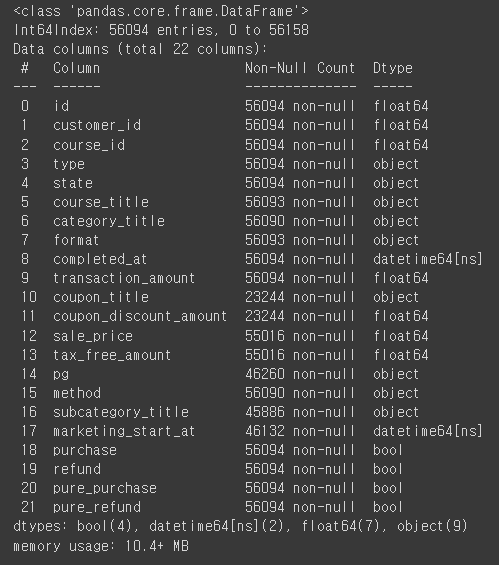 <class 'pandas.core.frame.DataFrame'>
Int64Index: 56094 entries, 0 to 56158
Data columns (total 22 columns):
 #   Column                  Non-Null Count  Dtype
---  ------                  --------------  -----
 0   id                      56094 non-null  float64
 1   customer_id             56094 non-null  float64
 2   course_id               56094 non-null  float64
 3   type                    56094 non-null  object
 4   state                   56094 non-null  object
 5   course_title            56093 non-null  object
 6   category_title          56090 non-null  object
 7   format                  56093 non-null  object
 8   completed_at            56094 non-null  datetime64[ns]
 9   transaction_amount      56094 non-null  float64
 10  coupon_title            23244 non-null  object
 11  coupon_discount_amount  23244 non-null  float64
 12  sale_price              55016 non-null  float64
 13  tax_free_amount         55016 non-null  float64
 14  pg                      46260 non-null  object
 15  method                  56090 non-null  object
 16  subcategory_title       45886 non-null  object
 17  marketing_start_at      46132 non-null  datetime64[ns]
 18  purchase                56094 non-null  bool
 19  refund                  56094 non-null  bool
 20  pure_purchase           56094 non-null  bool
 21  pure_refund             56094 non-null  bool
dtypes: bool(4), datetime64[ns](2), float64(7), object(9)
memory usage: 10.4+ MB